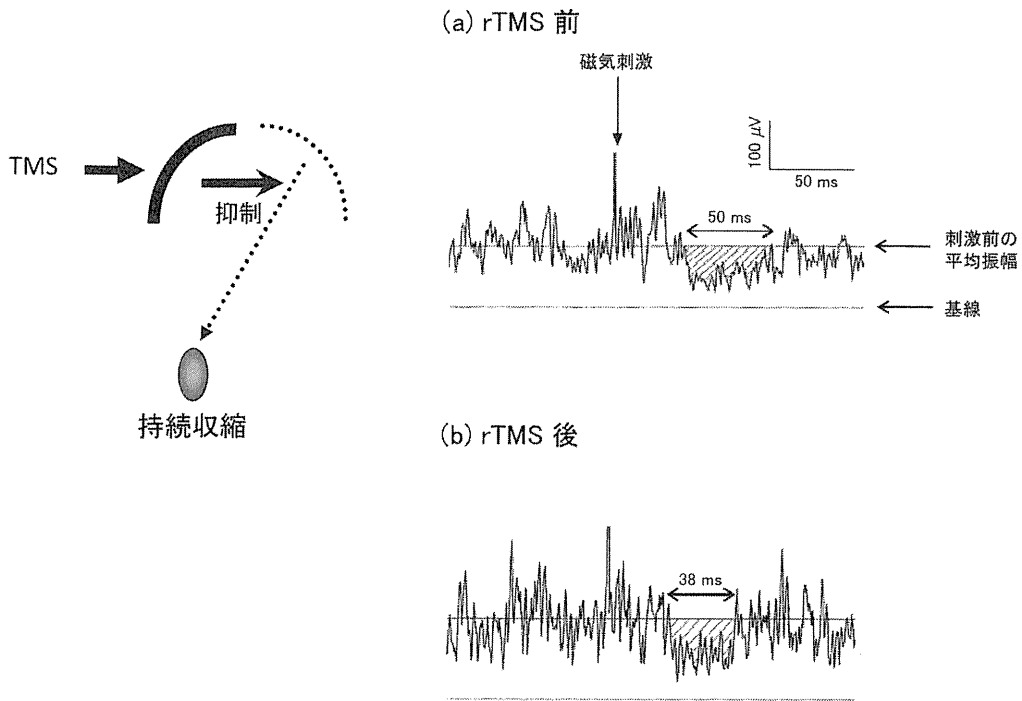 (a) rTMS 前
磁気刺激
100 μV
50 ms
TMS
抑制
50 ms
刺激前の
平均振幅
基線
持続収縮
(b) rTMS 後
38 ms